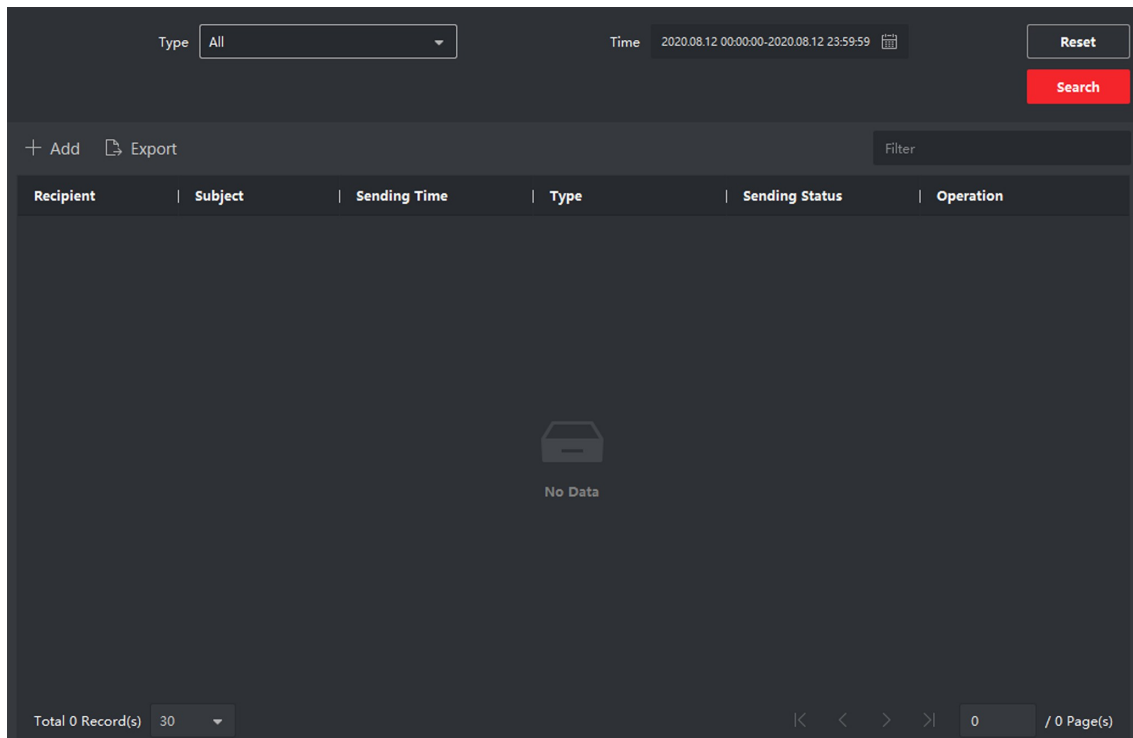 Type All Time 2020.08.12 00:00:00-2020.08.12 23:59:59 Reset
Search
Add Export Filter
Recipient Subject Sending Time Type Sending Status Operation
No Data
Total 0 Record(s) 30 0 / 0 Page(s)